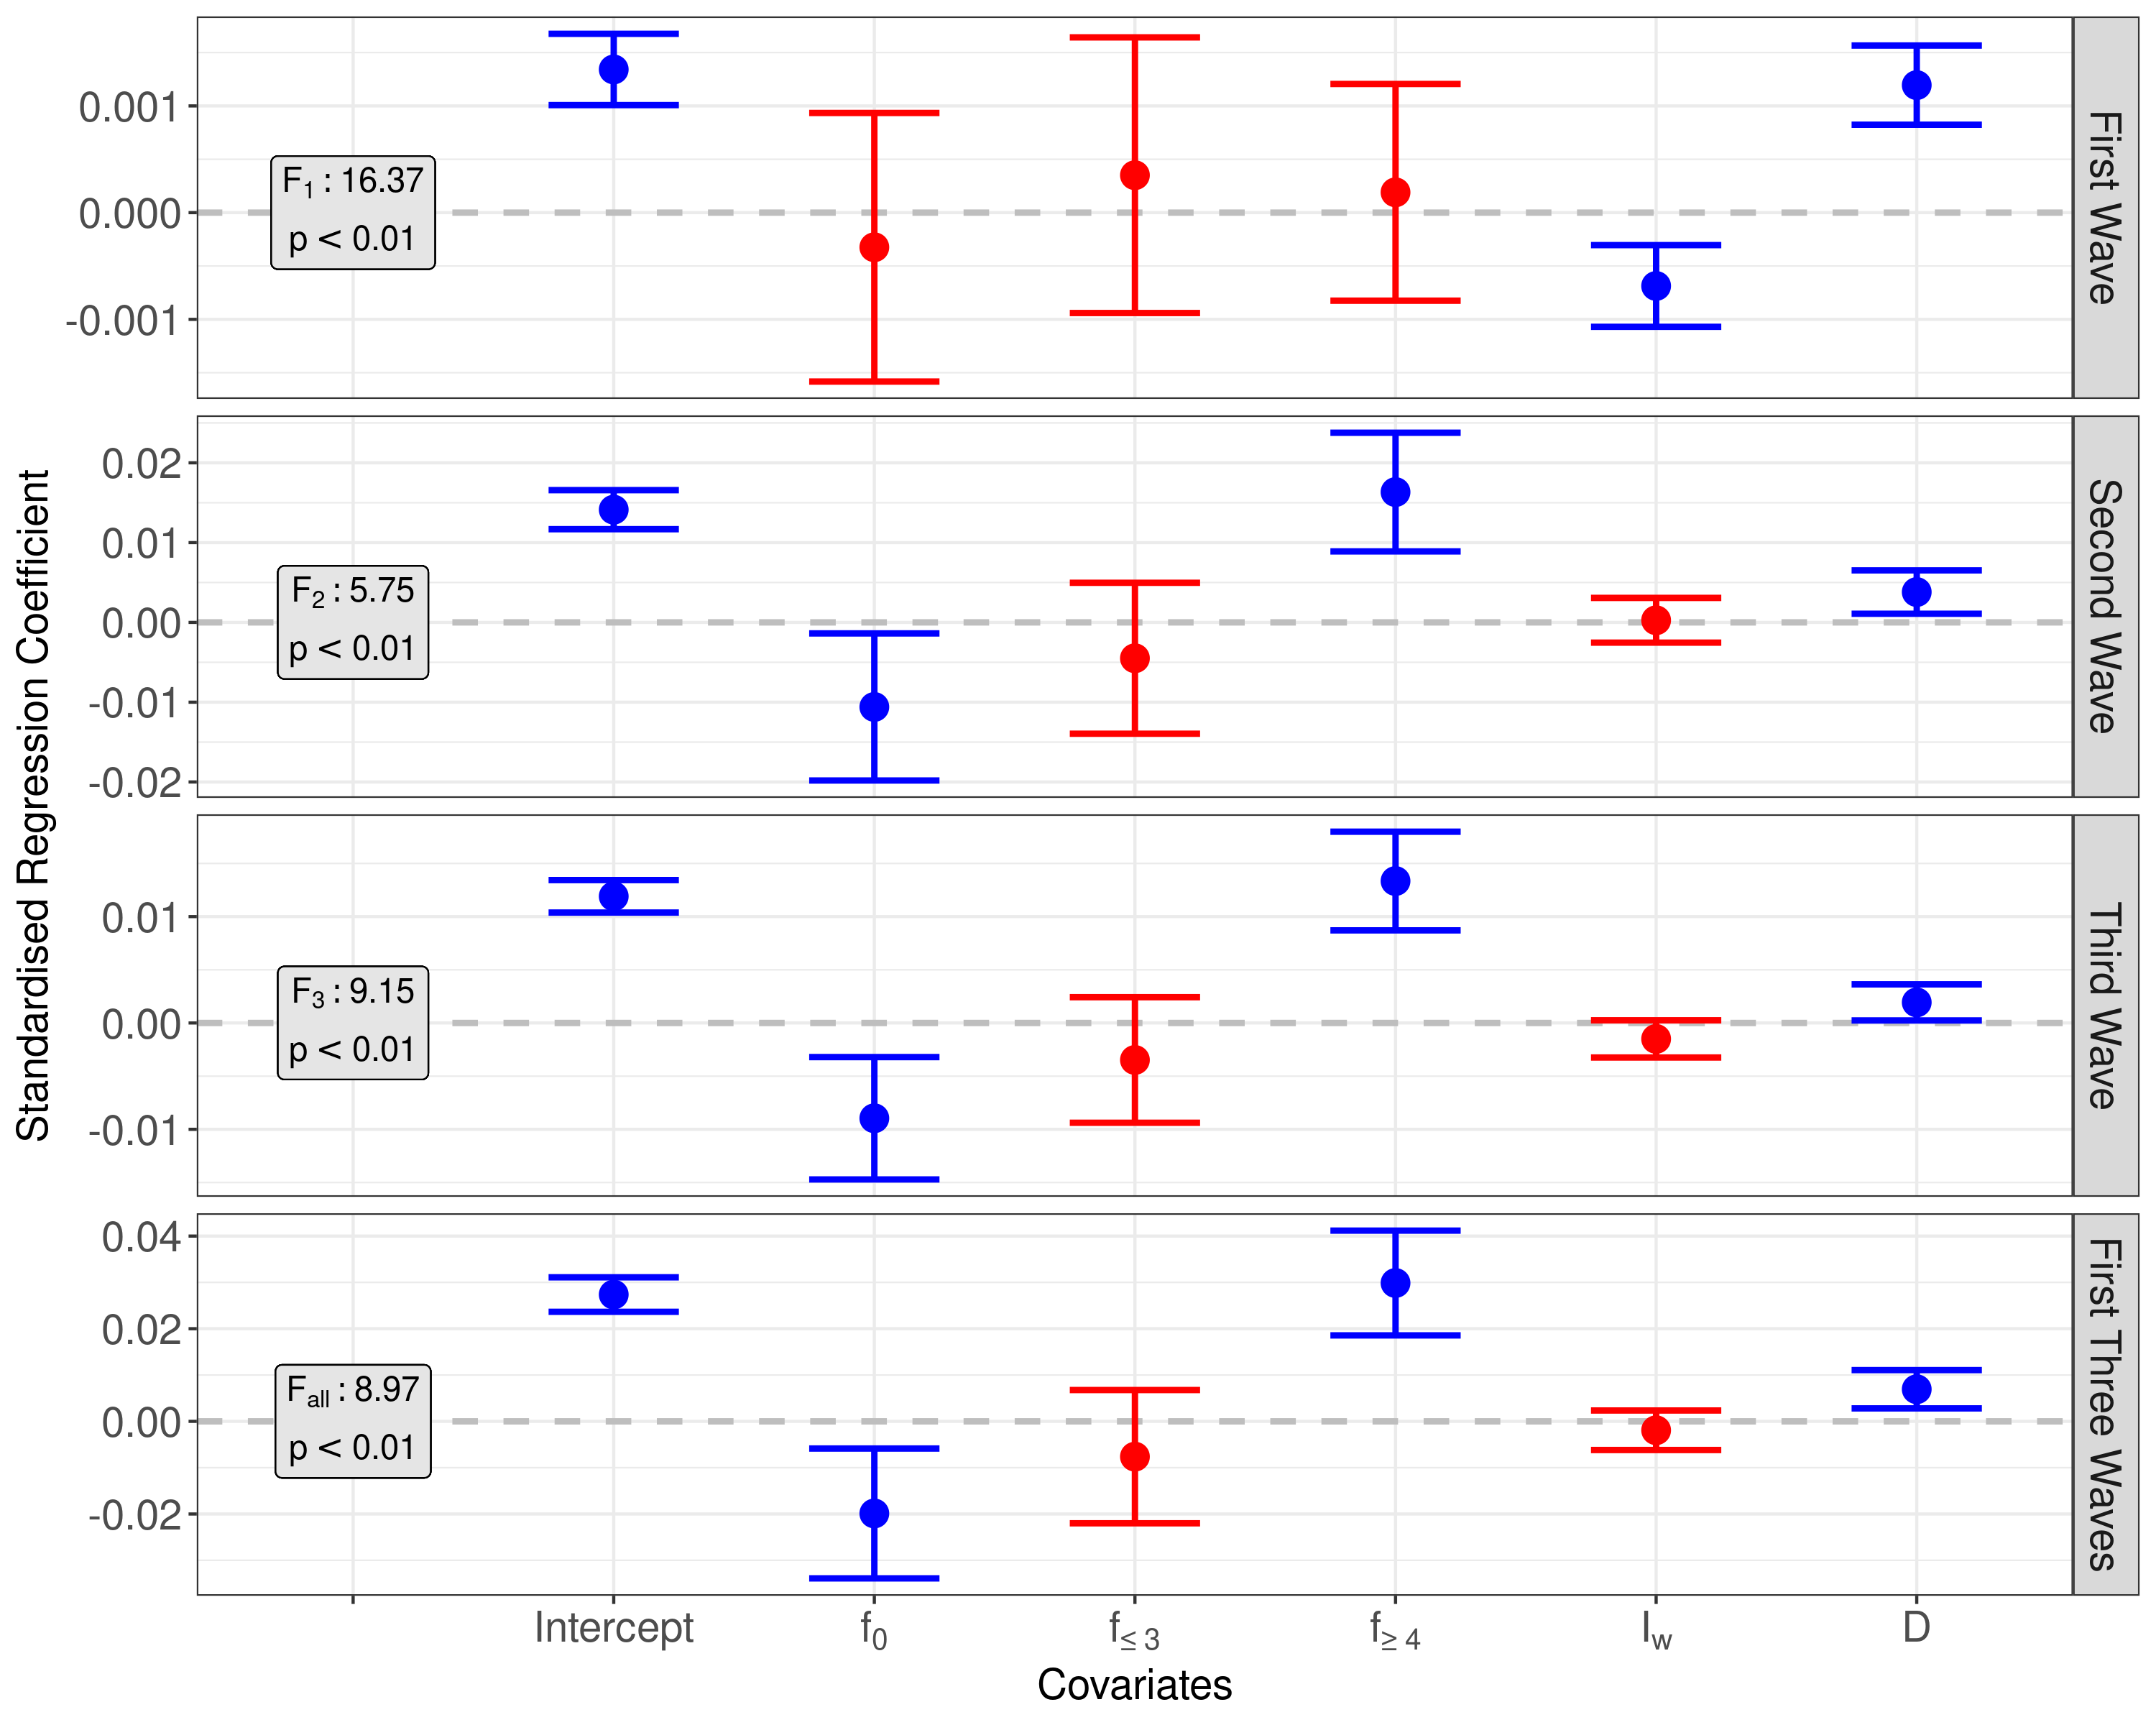 Standardised Regression Coefficient
0.001
0.000
-0.001
F1 : 16.37
p < 0.01
First Wave
0.02
0.01
0.00
-0.01
-0.02
F2 : 5.75
p < 0.01
Second Wave
0.01
0.00
-0.01
F3 : 9.15
p < 0.01
Third Wave
0.04
0.02
0.00
-0.02
Fall : 8.97
p < 0.01
First Three Waves
Intercept f0 f≤ 3 f≥ 4 Iw D
Covariates